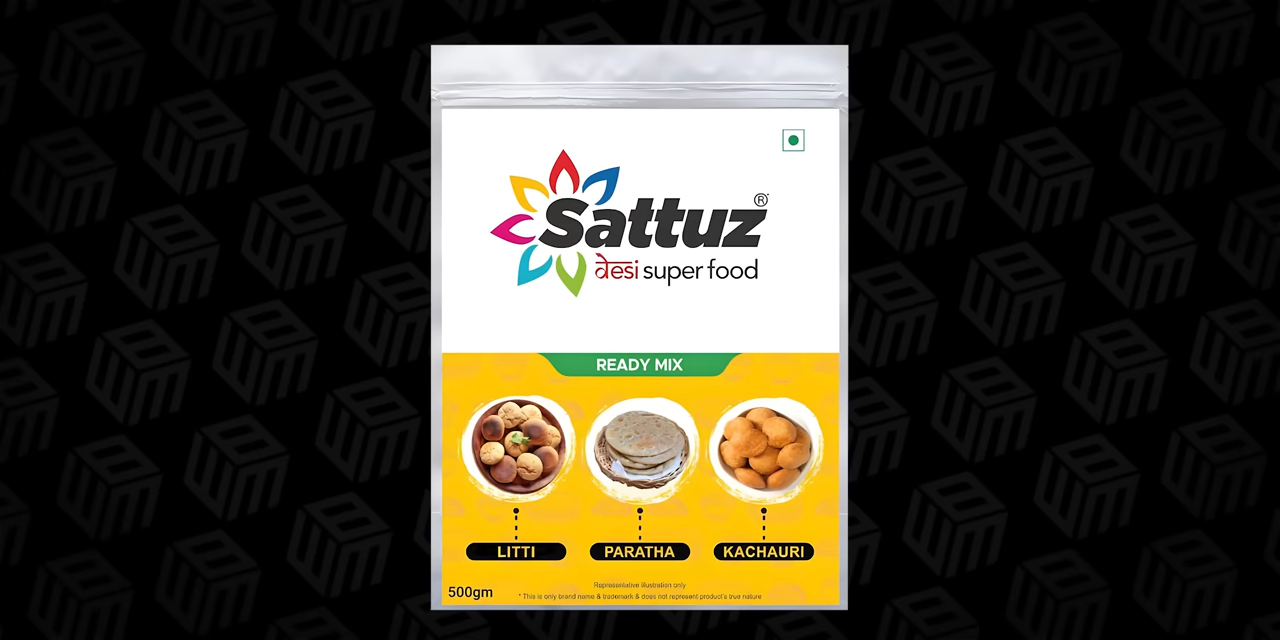 Sattuz®
देsi super food
READY MIX
LITTI
PARATHA
KACHAURI
Representative Illustration only
500gm
* This is only brand name & trademark & does not represent product's true nature